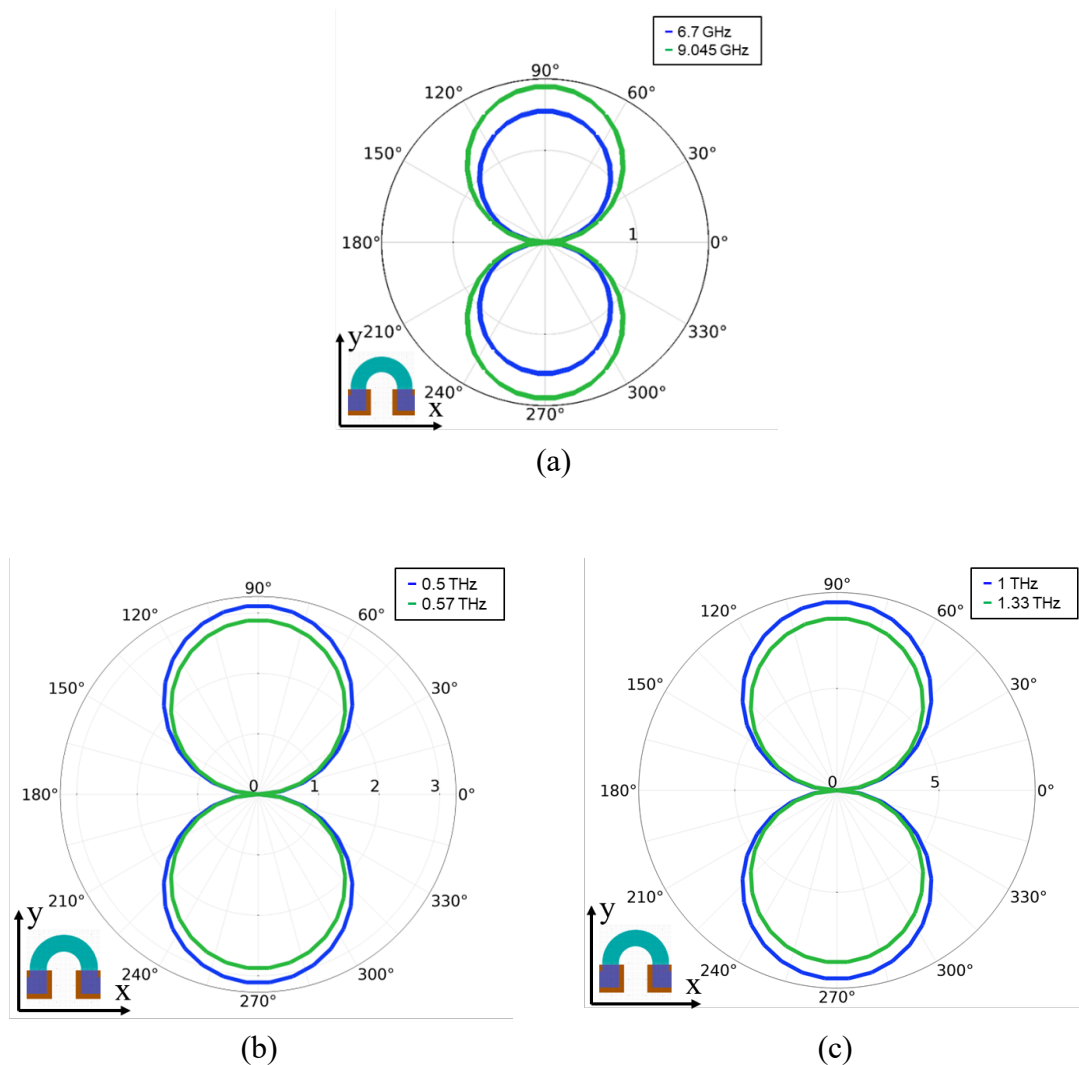 6.7 GHz
9.045 GHz
90°
120° 60°
150° 30°
180° 1 0°
210° 330°
y
240° 300°
x
270°
(a)
0.5 THz
0.57 THz
90°
120° 60°
150° 30°
180° 0 1 2 3 0°
210° 330°
y
240° 300°
x
270°
(b)
1 THz
1.33 THz
90°
120° 60°
150° 30°
180° 0 5 0°
210° 330°
y
240° 300°
x
270°
(c)